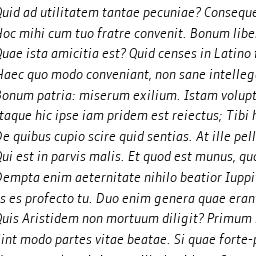 Quid ad utilitatem tantae pecuniae? Conseque
Hoc mihi cum tuo fratre convenit. Bonum libe
Quae ista amicitia est? Quid censes in Latino
Haec quo modo conveniant, non sane intelleg
Bonum patria: miserum exilium. Istam volupt
Itaque hic ipse iam pridem est reiectus; Tibi
De quibus cupio scire quid sentias. At ille pell
Qui est in parvis malis. Et quod est munus, quo
Dempta enim aeternitate nihilo beatior Iuppi
Is es profecto tu. Duo enim genera quae eran
Quis Aristidem non mortuum diligit? Primum
Sint modo partes vitae beatae. Si quae forte-p